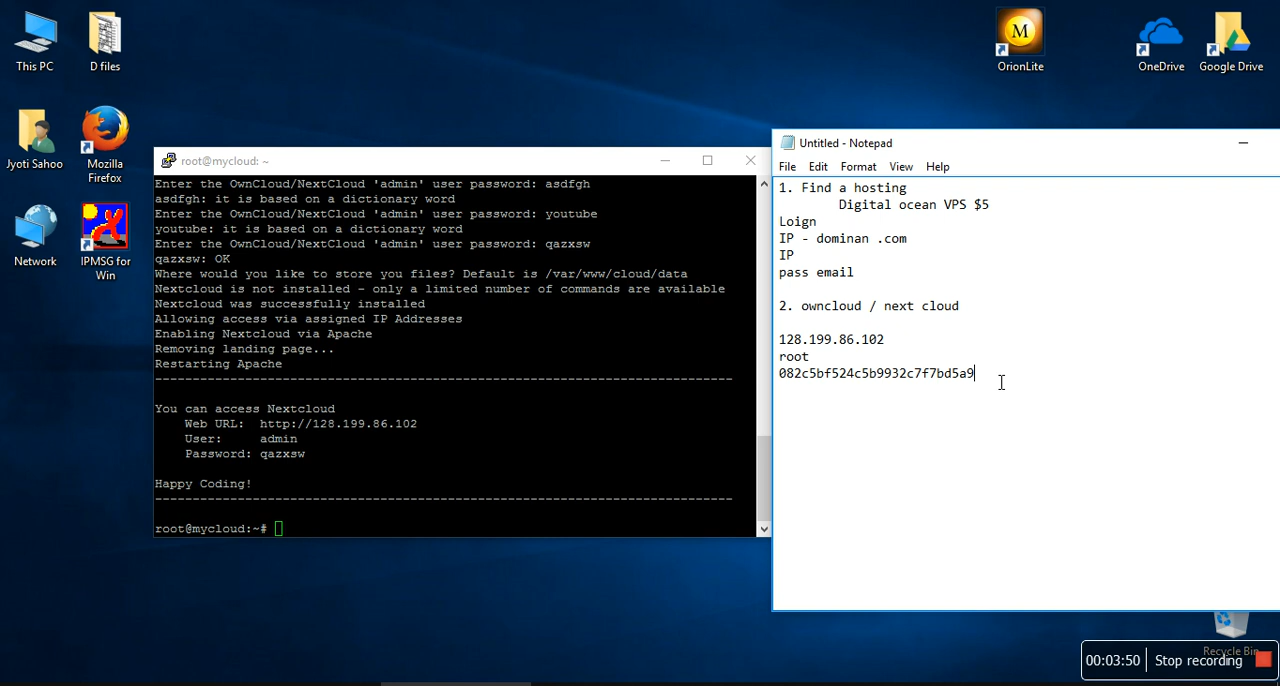 This PC
D files
OrionLite
OneDrive
Google Drive
Jyoti Sahoo
Mozilla
Firefox
Network
IPMSG for
Win
root@mycloud: ~
Enter the OwnCloud/NextCloud 'admin' user password: asdfgh
asdfgh: it is based on a dictionary word
Enter the OwnCloud/NextCloud 'admin' user password: youtube
youtube: it is based on a dictionary word
Enter the OwnCloud/NextCloud 'admin' user password: qazxsw
qazxsw: OK
Where would you like to store you files? Default is /var/www/cloud/data
Nextcloud is not installed - only a limited number of commands are available
Nextcloud was successfully installed
Allowing access via assigned IP Addresses
Enabling Nextcloud via Apache
Removing landing page...
Restarting Apache
-----------------------------------------------------------------------------
You can access Nextcloud
Web URL: http://128.199.86.102
User: admin
Password: qazxsw
Happy Coding!
-----------------------------------------------------------------------------
root@mycloud:~#
Untitled - Notepad
File Edit Format View Help
1. Find a hosting
Digital ocean VPS $5
Loign
IP - dominan .com
IP
pass email
2. owncloud / next cloud
128.199.86.102
root
082c5bf524c5b9932c7f7bd5a9
Recycle Bin
00:03:50 Stop recording